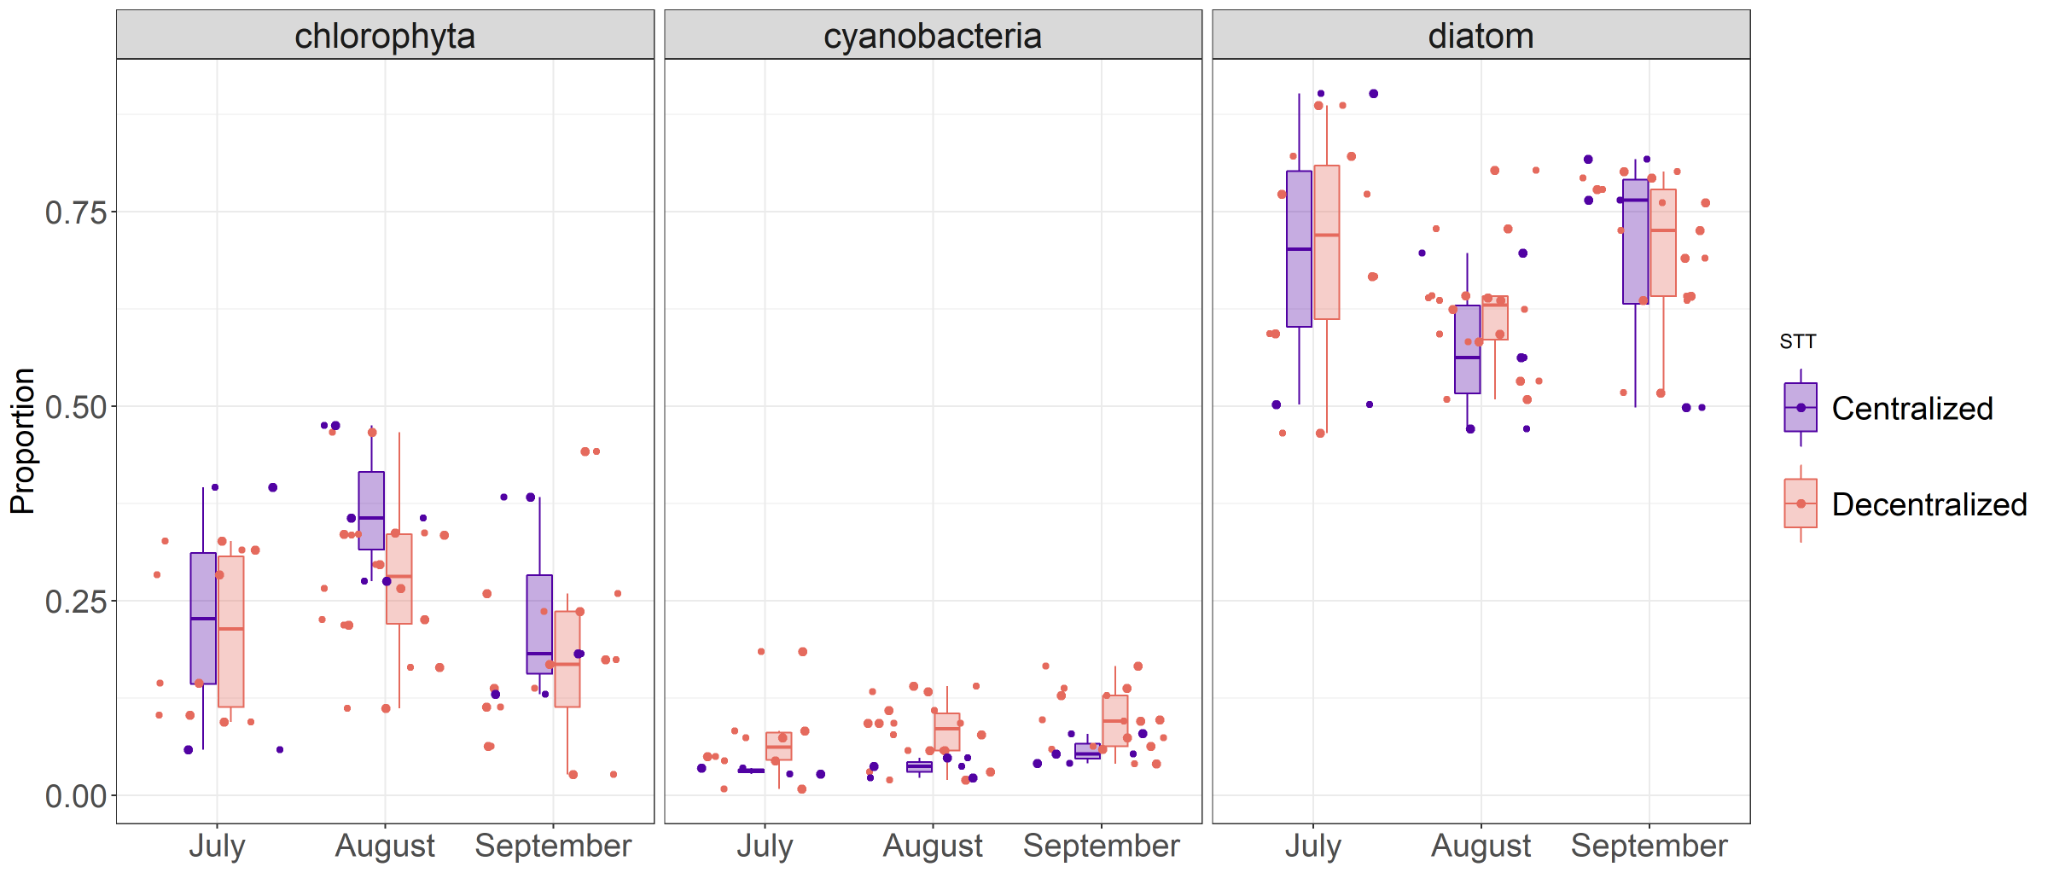 chlorophyta
cyanobacteria
diatom
Proportion
0.75
0.50
0.25
0.00
July August September
July August September
July August September
STT
Centralized
Decentralized